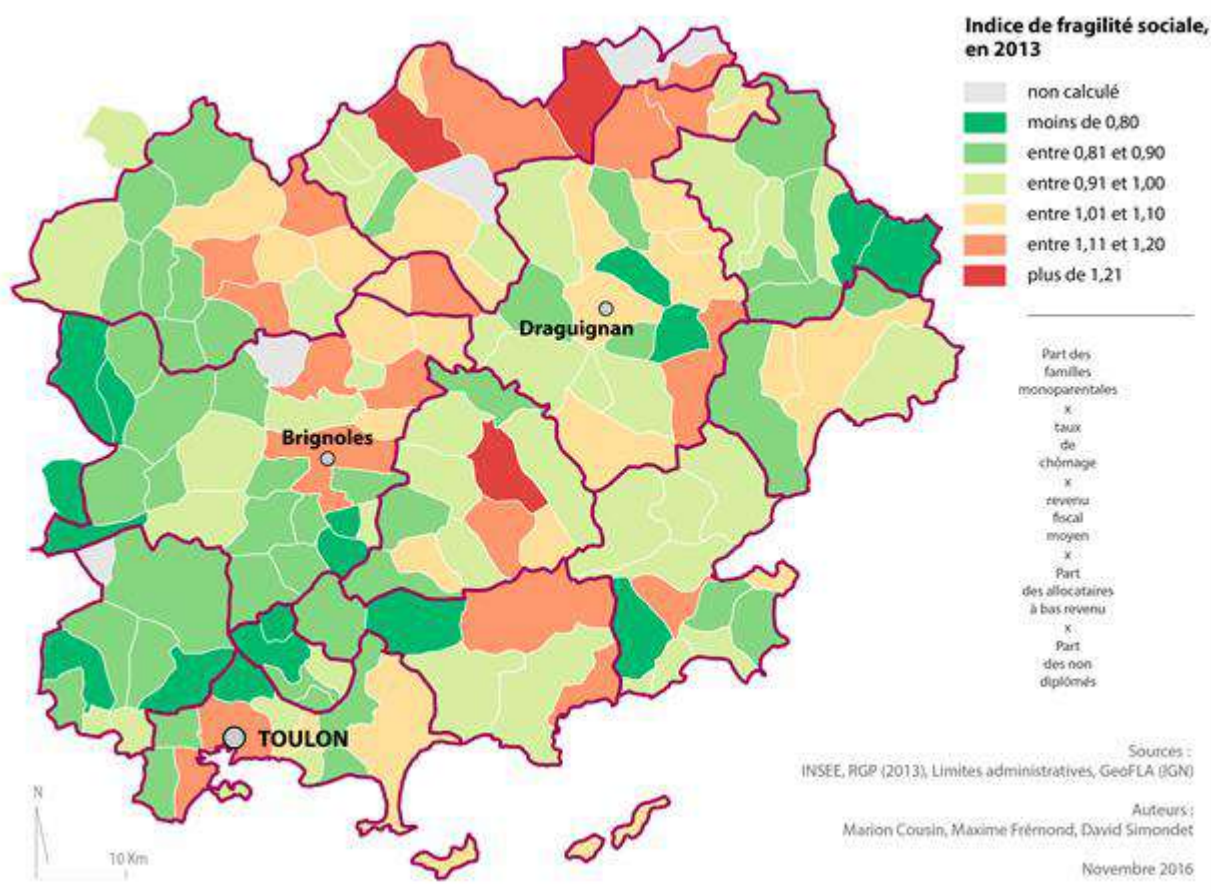 Indice de fragilité sociale,
en 2013
non calculé
moins de 0,80
entre 0,81 et 0,90
entre 0,91 et 1,00
entre 1,01 et 1,10
entre 1,11 et 1,20
plus de 1,21
Draguignan
Brignoles
TOULON
Part des
familles
monoparentales
x
taux
de
chômage
x
revenu
fiscal
moyen
x
Part
des allocataires
à bas revenu
x
Part
des non
diplômés
Sources :
INSEE, RGP (2013), Limites administratives, GeoFLA (IGN)
Auteurs :
Marion Cousin, Maxime Frémond, David Simondet
Novembre 2016
N
10 Km